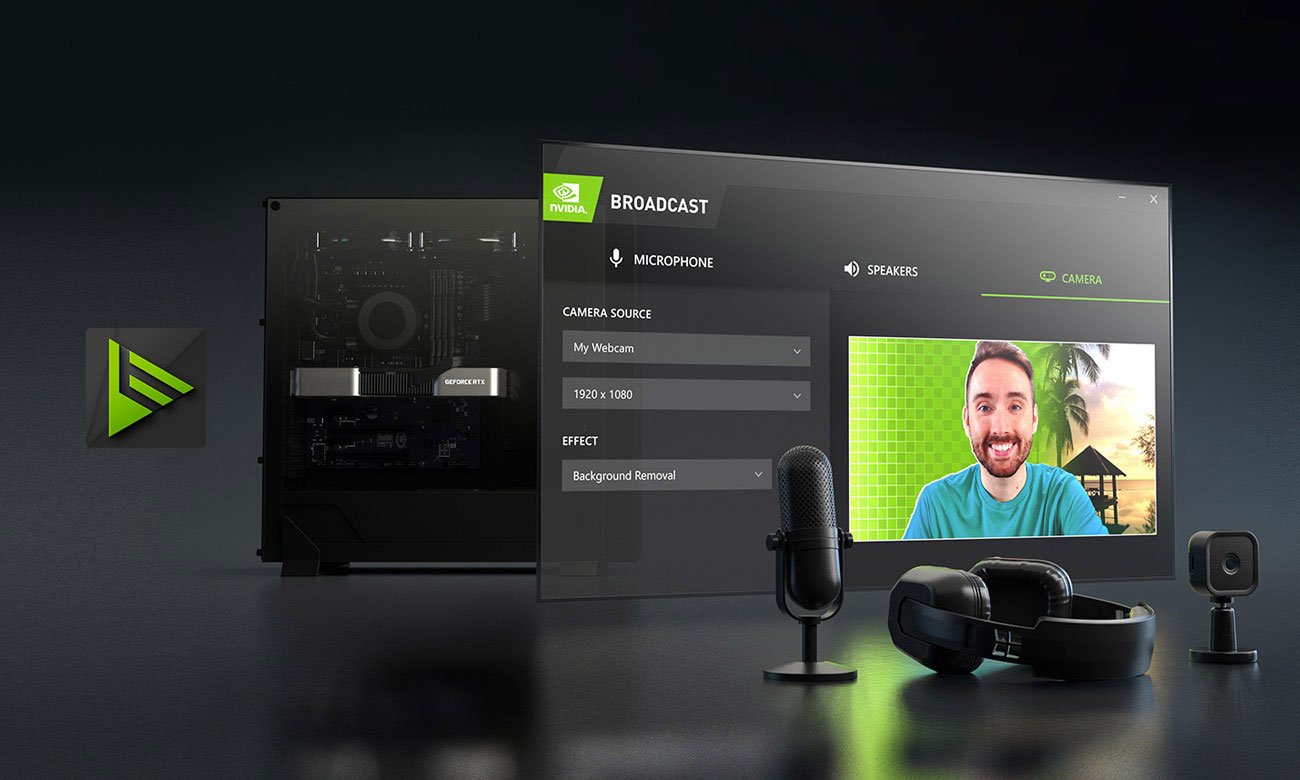 NVIDIA.
BROADCAST
MICROPHONE
SPEAKERS
CAMERA
CAMERA SOURCE
My Webcam
1920 x 1080
EFFECT
Background Removal
GEFORCE RTX